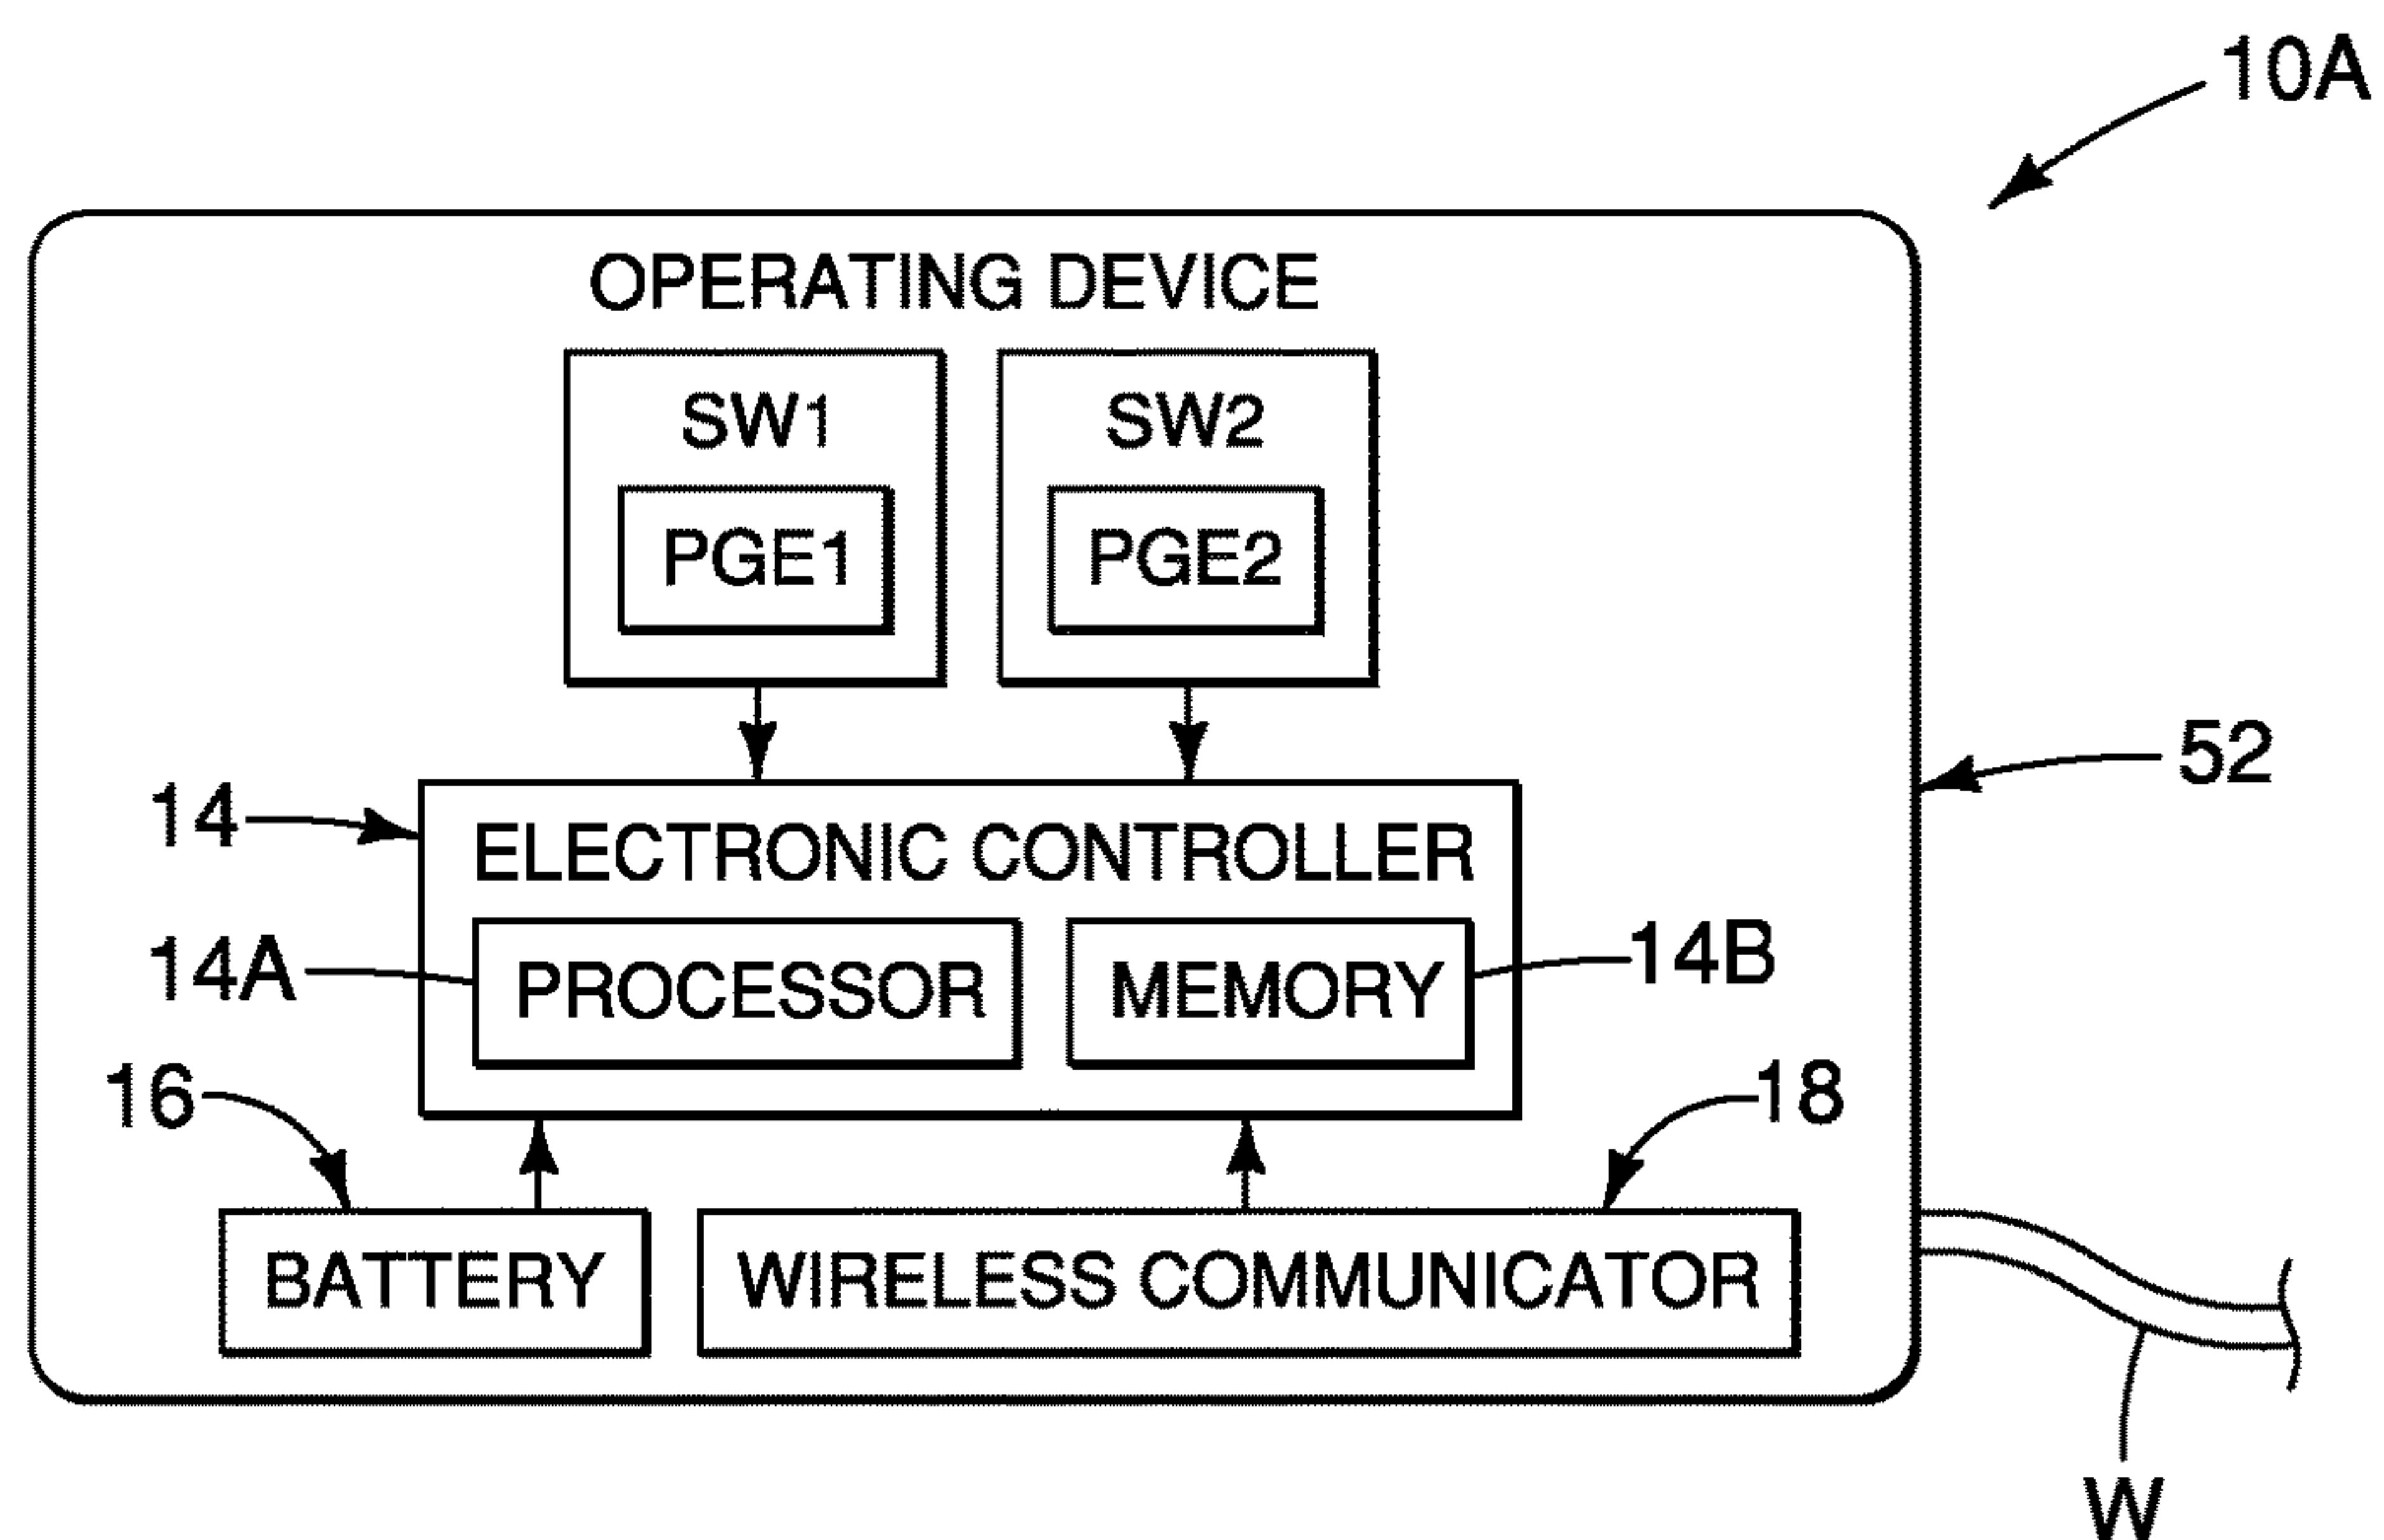 10A
OPERATING DEVICE
SW1 SW2
PGE1 PGE2
52
14
ELECTRONIC CONTROLLER
14A PROCESSOR MEMORY 14B
16 18
BATTERY WIRELESS COMMUNICATOR
W